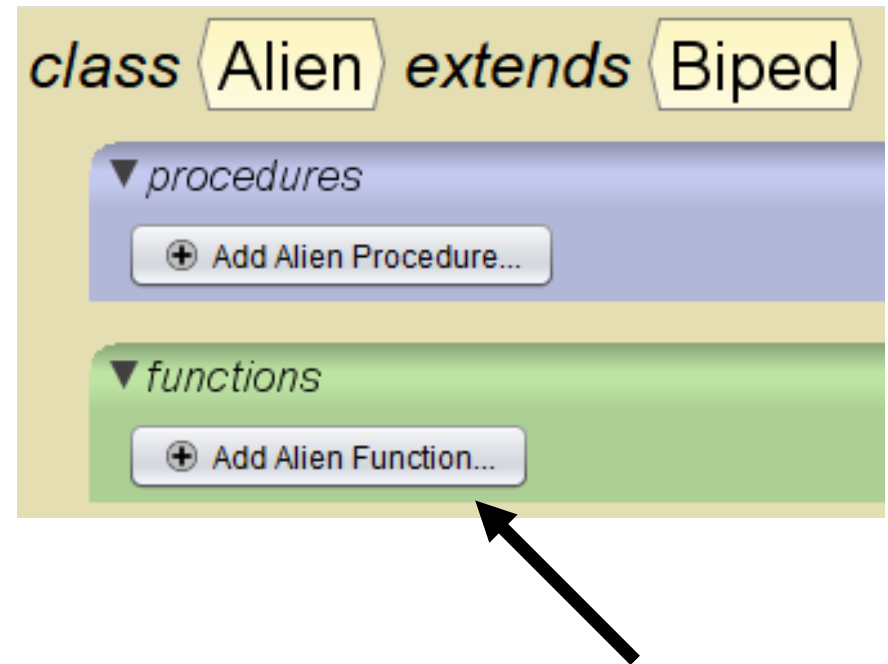 class Alien extends Biped
procedures
Add Alien Procedure...
functions
Add Alien Function...